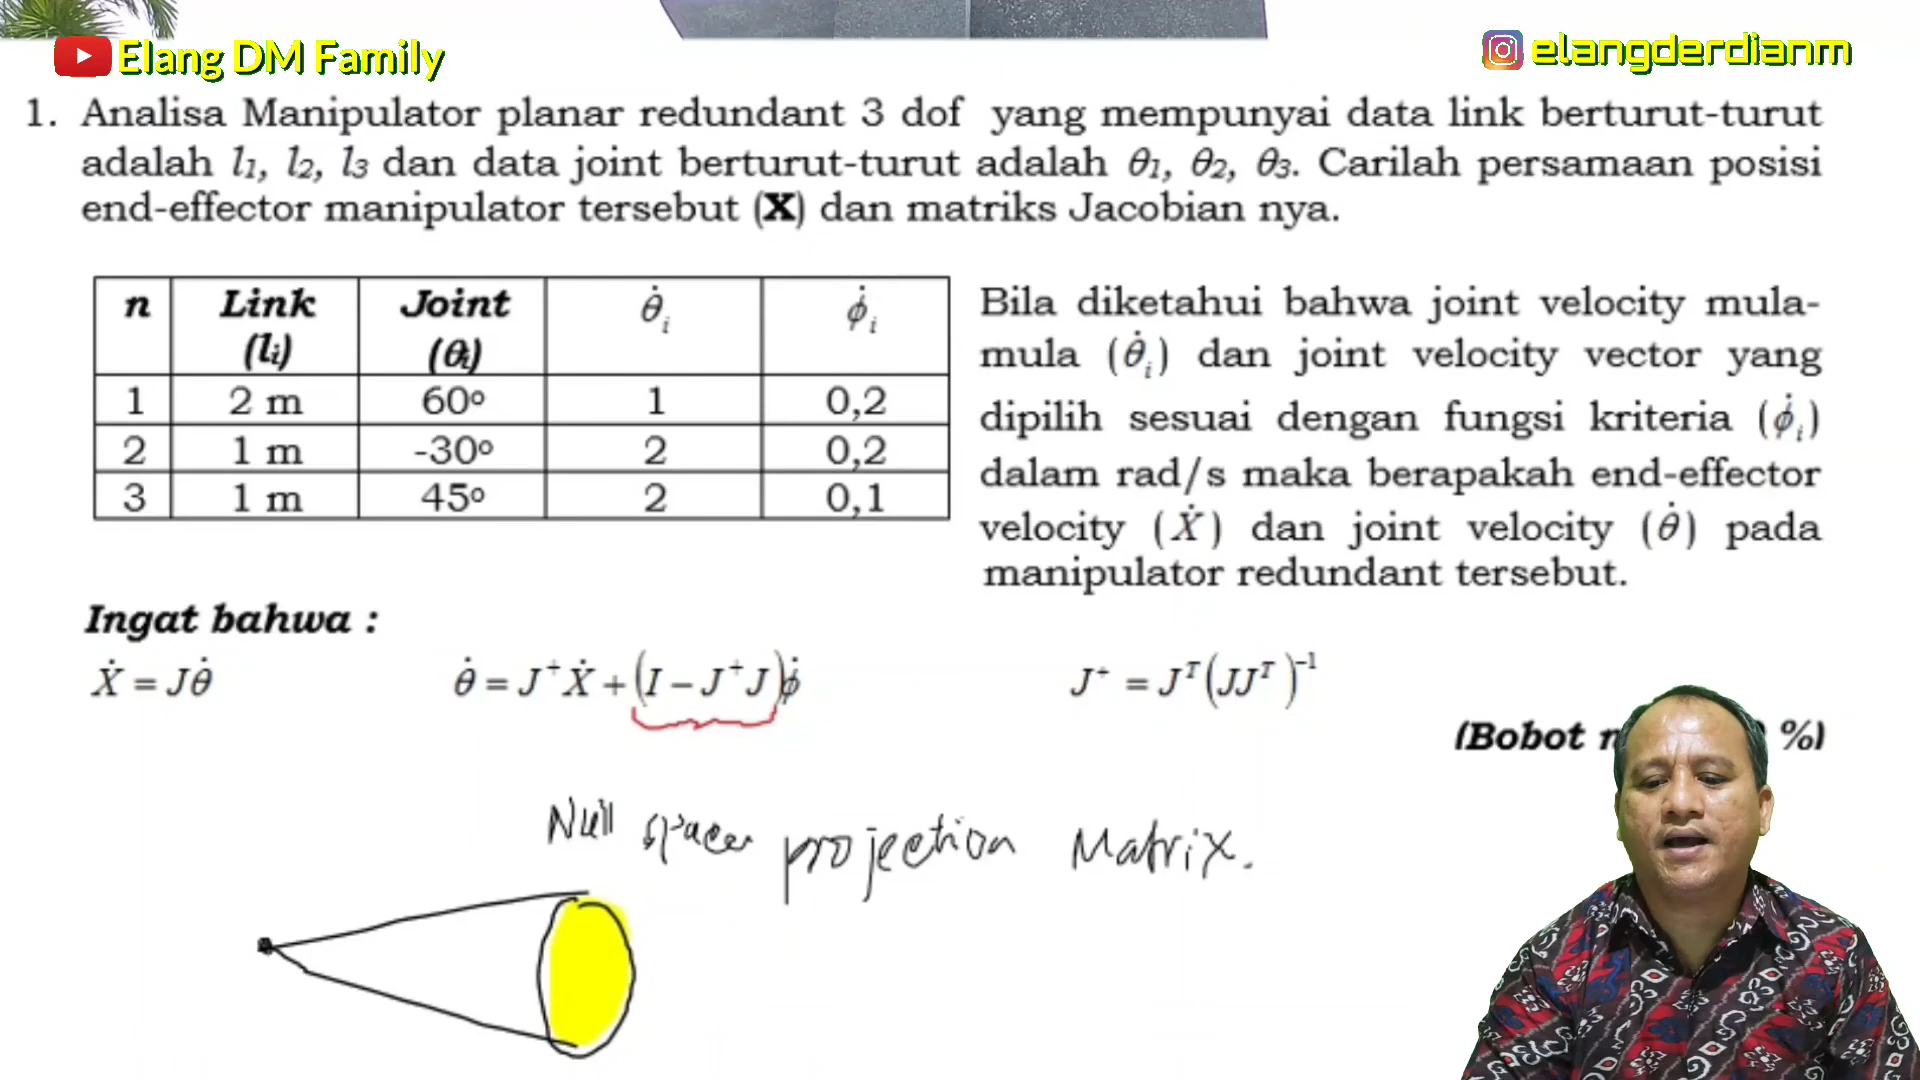 Elang DM Family
elangderdianm
1. Analisa Manipulator planar redundant 3 dof yang mempunyai data link berturut-turut
adalah l1, l2, l3 dan data joint berturut-turut adalah θ1, θ2, θ3. Carilah persamaan posisi
end-effector manipulator tersebut (X) dan matriks Jacobian nya.
n Link (li) Joint (θi) θ̇i ϕ̇i
1 2 m 60o 1 0,2
2 1 m -30o 2 0,2
3 1 m 45o 2 0,1
Bila diketahui bahwa joint velocity mula-
mula (θ̇i) dan joint velocity vector yang
dipilih sesuai dengan fungsi kriteria (ϕ̇i)
dalam rad/s maka berapakah end-effector
velocity (Ẋ) dan joint velocity (θ̇) pada
manipulator redundant tersebut.
Ingat bahwa :
Ẋ = Jθ̇ θ̇ = J⁺Ẋ + (I − J⁺J)ϕ̇ J⁺ = Jᵀ(JJᵀ)⁻¹
(Bobot %)
Null space projection Matrix.